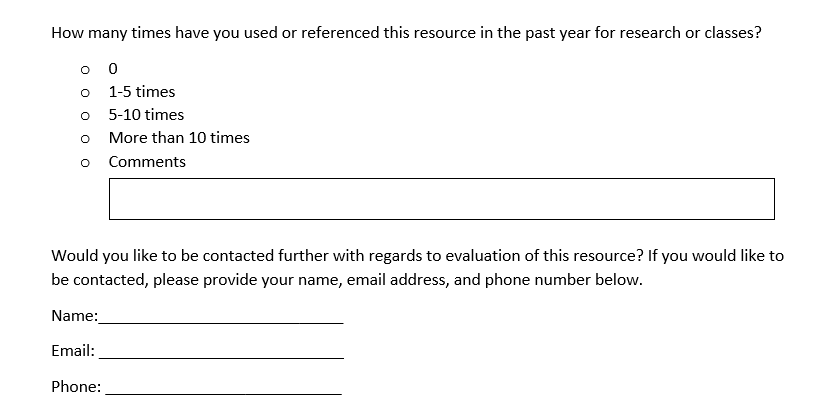 How many times have you used or referenced this resource in the past year for research or classes?
o 0
o 1-5 times
o 5-10 times
o More than 10 times
o Comments
Would you like to be contacted further with regards to evaluation of this resource? If you would like to
be contacted, please provide your name, email address, and phone number below.
Name:
Email:
Phone: